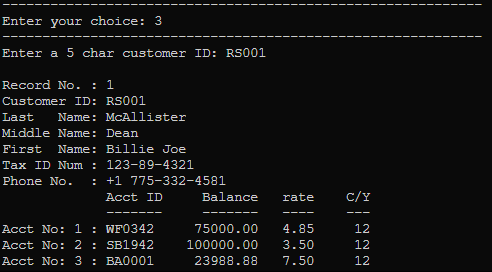 ------------------------------------------------------------
Enter your choice: 3
------------------------------------------------------------
Enter a 5 char customer ID: RS001

Record No. : 1
Customer ID: RS001
Last   Name: McAllister
Middle Name: Dean
First  Name: Billie Joe
Tax ID Num : 123-89-4321
Phone No.  : +1 775-332-4581
             Acct ID     Balance   rate    C/Y
             -------     -------   ----    ---
Acct No: 1 : WF0342     75000.00   4.85     12
Acct No: 2 : SB1942    100000.00   3.50     12
Acct No: 3 : BA0001     23988.88   7.50     12